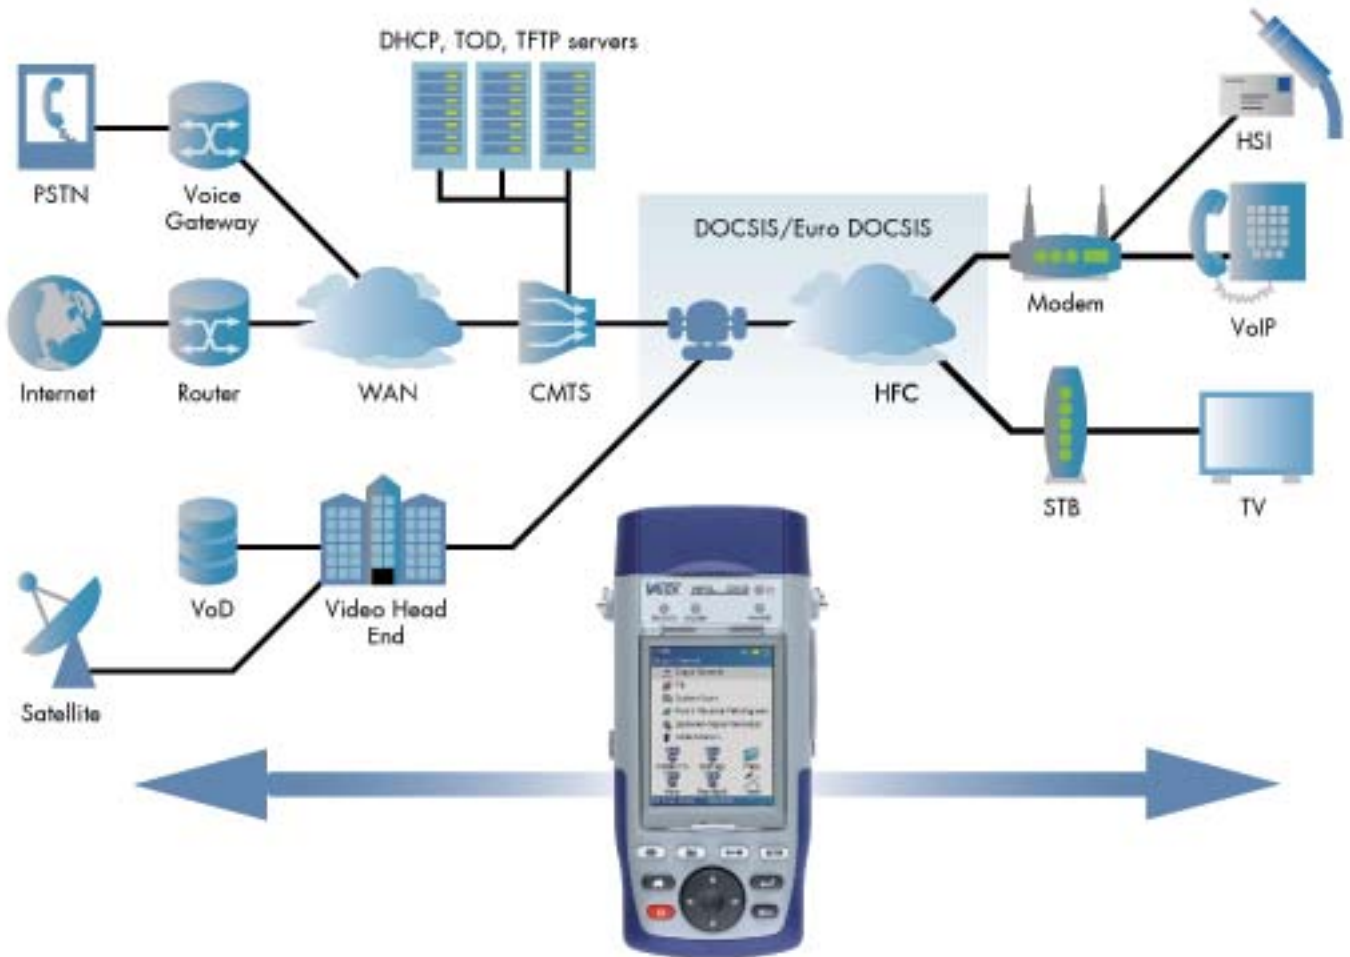 DHCP, TOD, TFTP servers
PSTN
Voice
Gateway
HSI
DOCSIS/Euro DOCSIS
Modem
VoIP
Internet
Router
WAN
CMTS
HFC
STB
TV
VoD
Video Head
End
Satellite